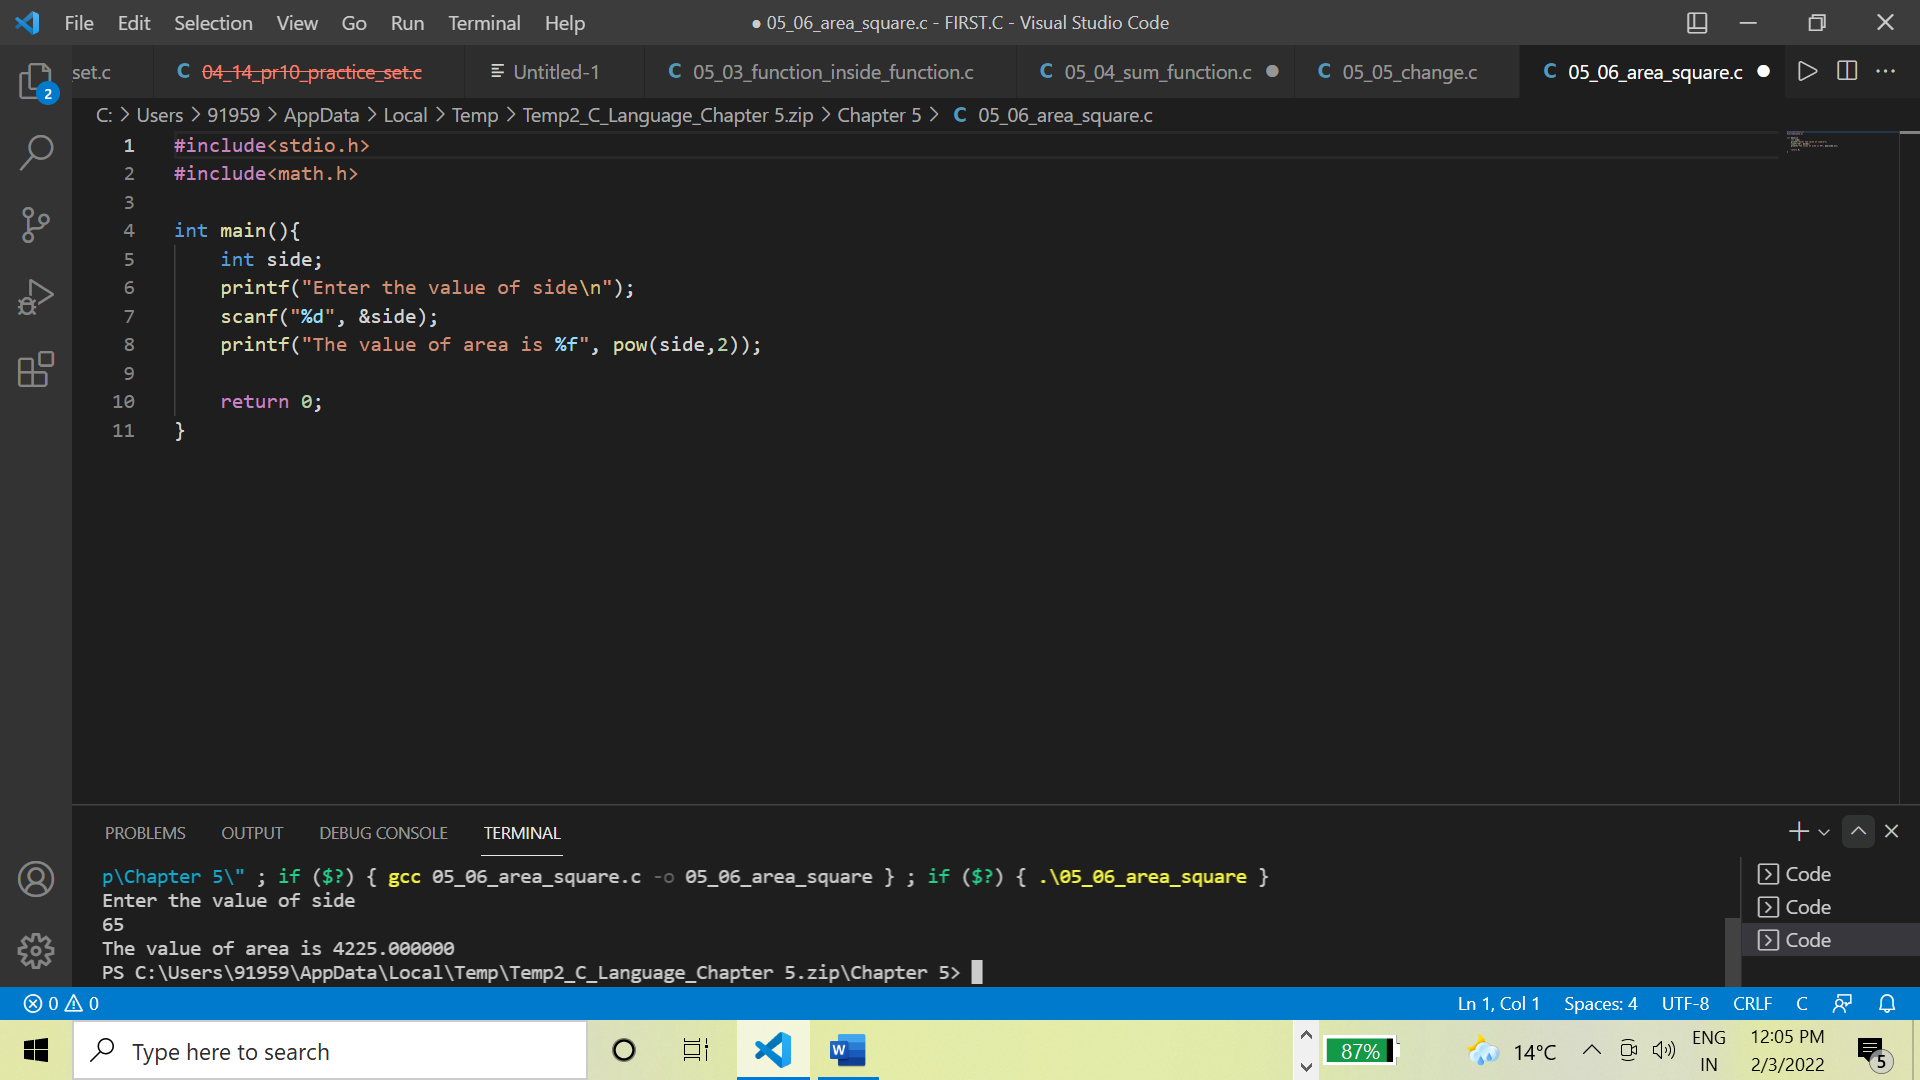 File Edit Selection View Go Run Terminal Help ● 05_06_area_square.c - FIRST.C - Visual Studio Code
set.c C 04_14_pr10_practice_set.c Untitled-1 C 05_03_function_inside_function.c C 05_04_sum_function.c ● C 05_05_change.c C 05_06_area_square.c ● ···
2
C: > Users > 91959 > AppData > Local > Temp > Temp2_C_Language_Chapter 5.zip > Chapter 5 > C 05_06_area_square.c
1 #include<stdio.h>
2 #include<math.h>
3
4 int main(){
5     int side;
6     printf("Enter the value of side\n");
7     scanf("%d", &side);
8     printf("The value of area is %f", pow(side,2));
9
10     return 0;
11 }
PROBLEMS OUTPUT DEBUG CONSOLE TERMINAL
p\Chapter 5\" ; if ($?) { gcc 05_06_area_square.c -o 05_06_area_square } ; if ($?) { .\05_06_area_square }
Enter the value of side
65
The value of area is 4225.000000
PS C:\Users\91959\AppData\Local\Temp\Temp2_C_Language_Chapter 5.zip\Chapter 5>
Code
Code
Code
0 0 Ln 1, Col 1 Spaces: 4 UTF-8 CRLF C
Type here to search W 87% 14°C ENG IN 12:05 PM 2/3/2022 5